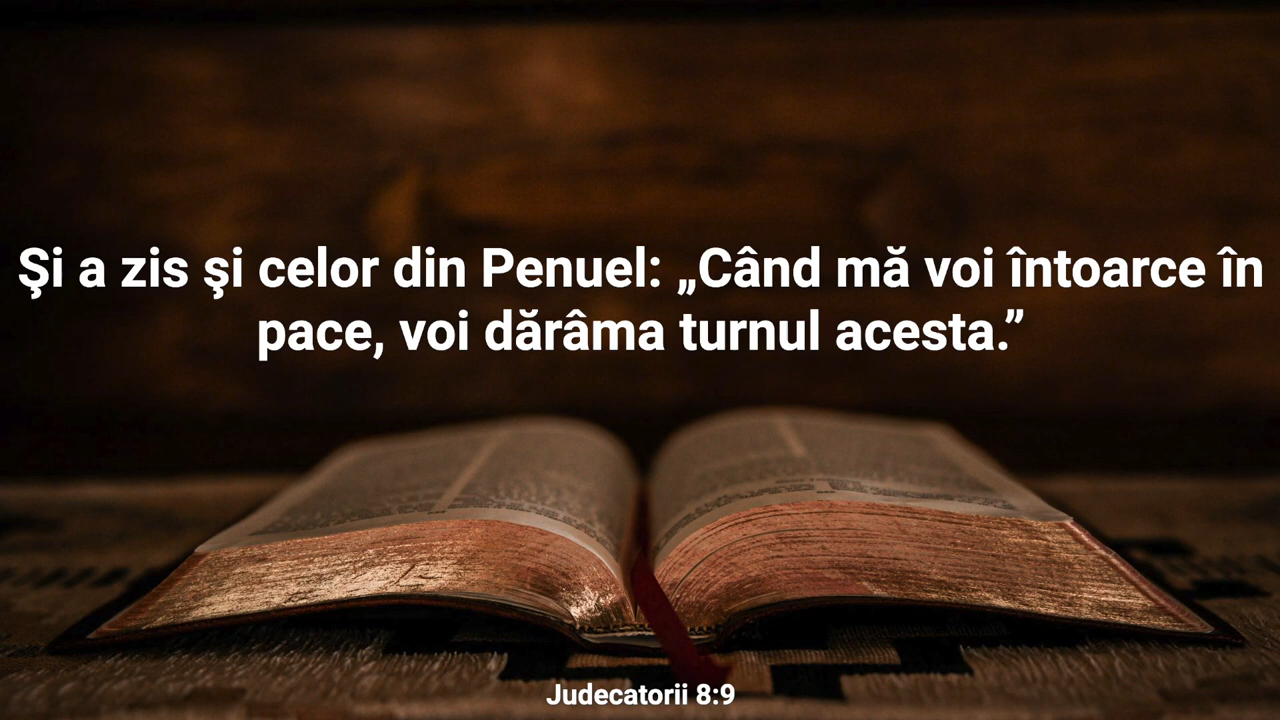 Şi a zis şi celor din Penuel: „Când mă voi întoarce în
pace, voi dărâma turnul acesta.”
Judecatorii 8:9